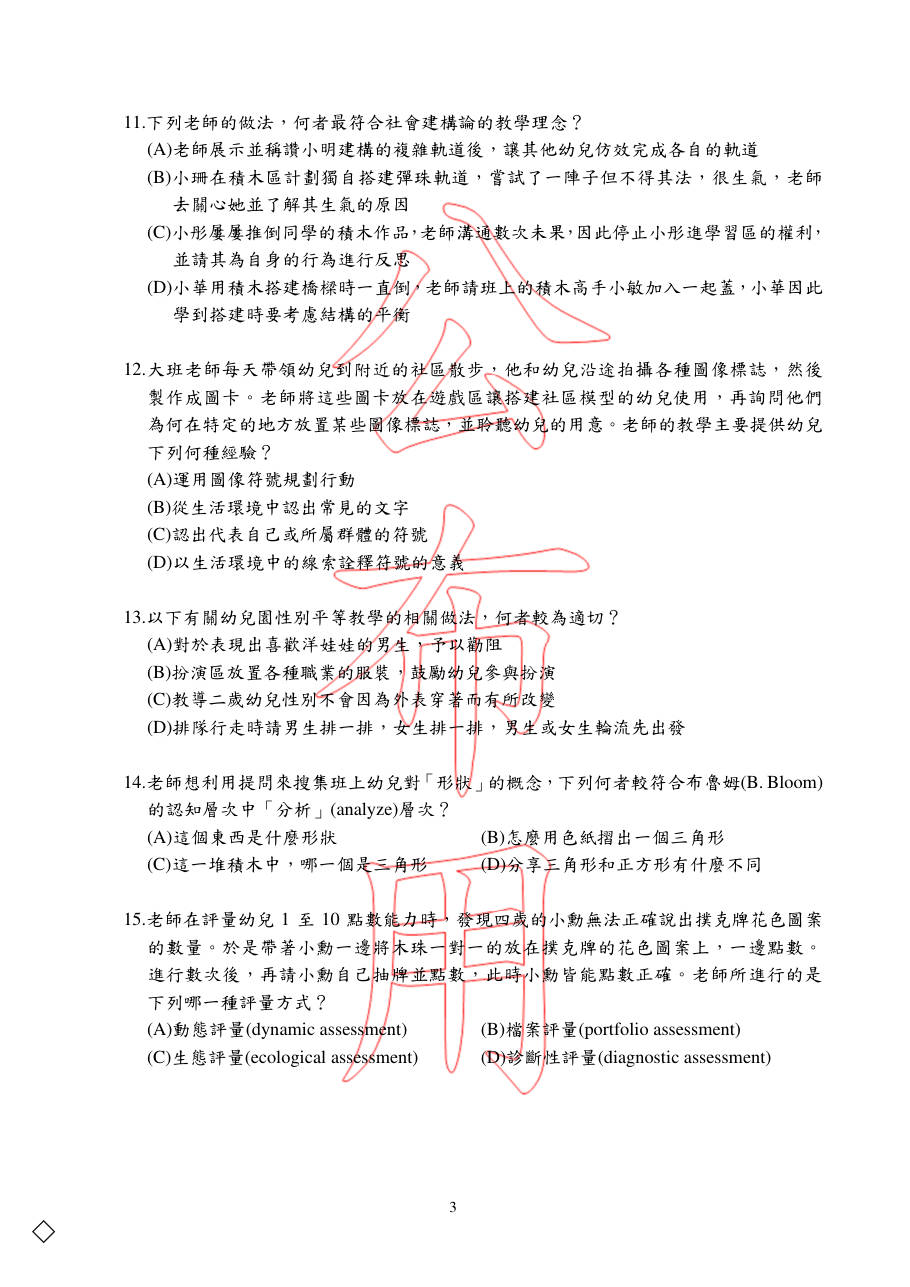 11.下列老師的做法，何者最符合社會建構論的教學理念？
(A)老師展示並稱讚小明建構的複雜軌道後，讓其他幼兒仿效完成各自的軌道
(B)小珊在積木區計劃獨自搭建彈珠軌道，嘗試了一陣子但不得其法，很生氣，老師
去關心她並了解其生氣的原因
(C)小彤屢屢推倒同學的積木作品，老師溝通數次未果，因此停止小彤進學習區的權利，
並請其為自身的行為進行反思
(D)小華用積木搭建橋樑時一直倒，老師請班上的積木高手小敏加入一起蓋，小華因此
學到搭建時要考慮結構的平衡
12.大班老師每天帶領幼兒到附近的社區散步，他和幼兒沿途拍攝各種圖像標誌，然後
製作成圖卡。老師將這些圖卡放在遊戲區讓搭建社區模型的幼兒使用，再詢問他們
為何在特定的地方放置某些圖像標誌，並聆聽幼兒的用意。老師的教學主要提供幼兒
下列何種經驗？
(A)運用圖像符號規劃行動
(B)從生活環境中認出常見的文字
(C)認出代表自己或所屬群體的符號
(D)以生活環境中的線索詮釋符號的意義
13.以下有關幼兒園性別平等教學的相關做法，何者較為適切？
(A)對於表現出喜歡洋娃娃的男生，予以勸阻
(B)扮演區放置各種職業的服裝，鼓勵幼兒參與扮演
(C)教導二歲幼兒性別不會因為外表穿著而有所改變
(D)排隊行走時請男生排一排，女生排一排，男生或女生輪流先出發
14.老師想利用提問來搜集班上幼兒對「形狀」的概念，下列何者較符合布魯姆(B. Bloom)
的認知層次中「分析」(analyze)層次？
(A)這個東西是什麼形狀 (B)怎麼用色紙摺出一個三角形
(C)這一堆積木中，哪一個是三角形 (D)分享三角形和正方形有什麼不同
15.老師在評量幼兒 1 至 10 點數能力時，發現四歲的小勳無法正確說出撲克牌花色圖案
的數量。於是帶著小勳一邊將木珠一對一的放在撲克牌的花色圖案上，一邊點數。
進行數次後，再請小勳自己抽牌並點數，此時小勳皆能點數正確。老師所進行的是
下列哪一種評量方式？
(A)動態評量(dynamic assessment) (B)檔案評量(portfolio assessment)
(C)生態評量(ecological assessment) (D)診斷性評量(diagnostic assessment)
公布用
3